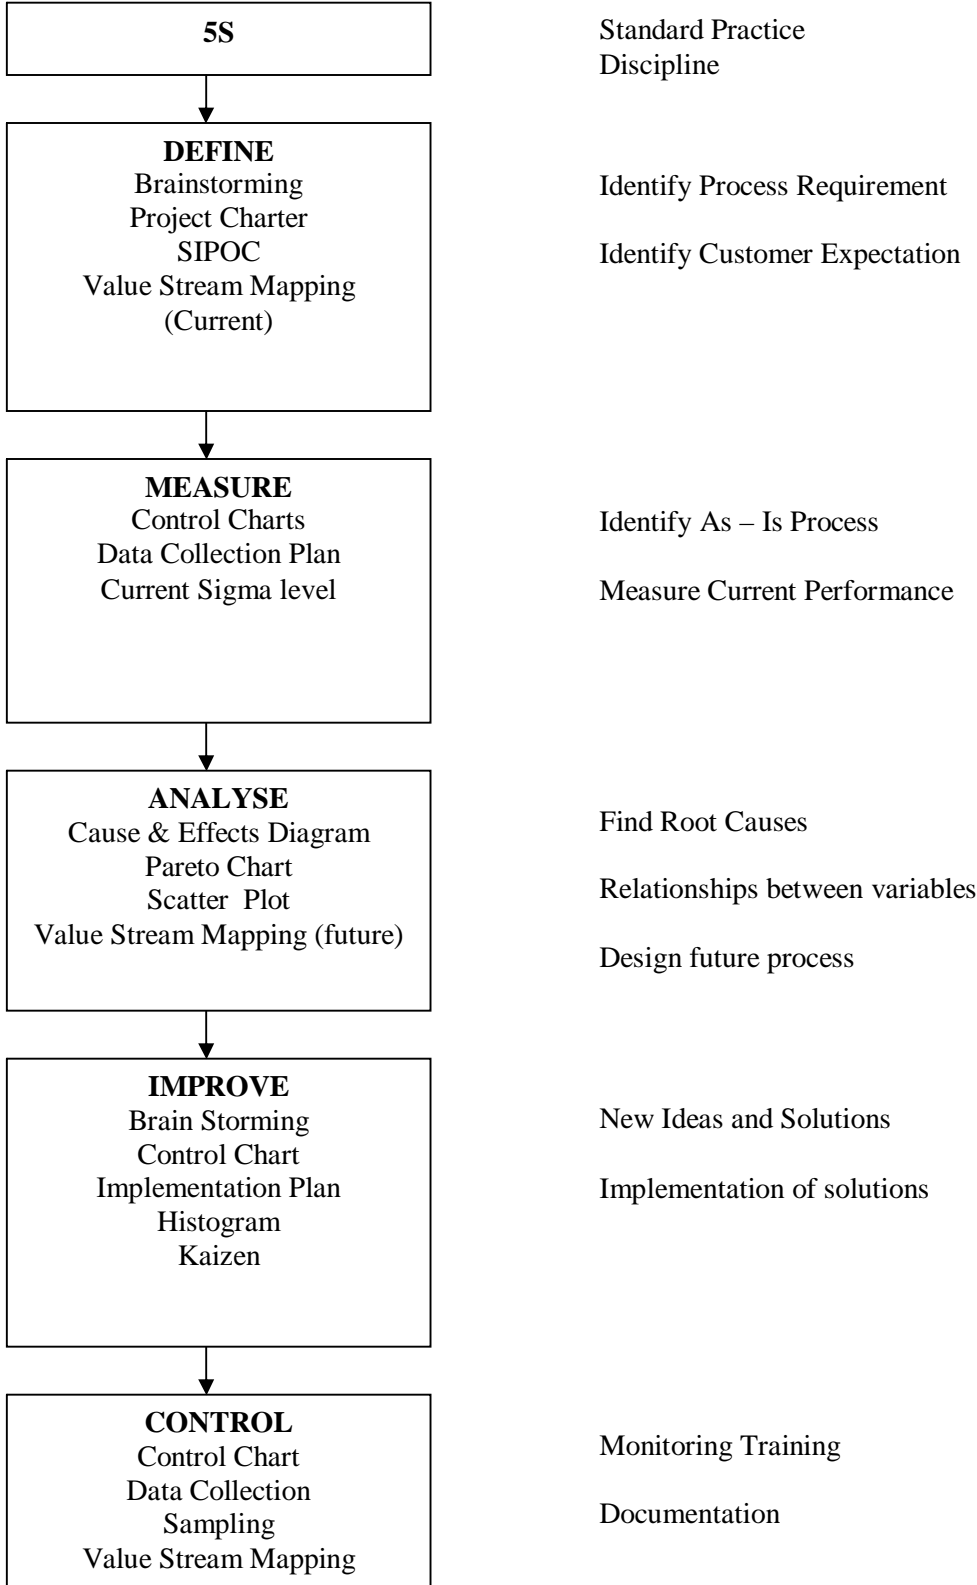 5S
Standard Practice
Discipline
DEFINE
Brainstorming
Project Charter
SIPOC
Value Stream Mapping
(Current)
Identify Process Requirement
Identify Customer Expectation
MEASURE
Control Charts
Data Collection Plan
Current Sigma level
Identify As – Is Process
Measure Current Performance
ANALYSE
Cause & Effects Diagram
Pareto Chart
Scatter Plot
Value Stream Mapping (future)
Find Root Causes
Relationships between variables
Design future process
IMPROVE
Brain Storming
Control Chart
Implementation Plan
Histogram
Kaizen
New Ideas and Solutions
Implementation of solutions
CONTROL
Control Chart
Data Collection
Sampling
Value Stream Mapping
Monitoring Training
Documentation